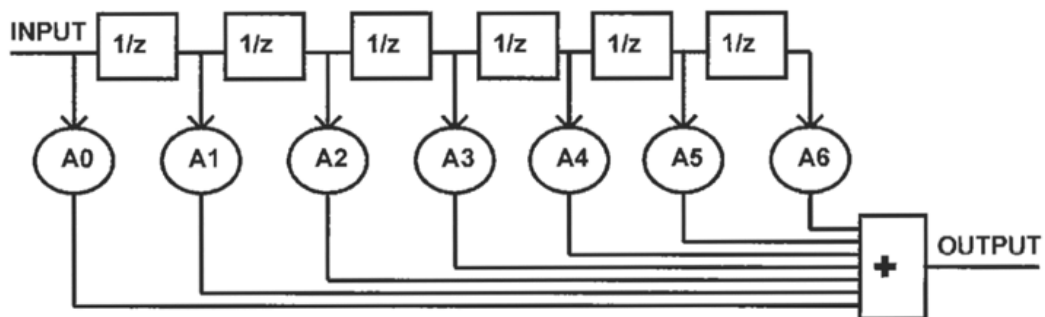 INPUT
1/z 1/z 1/z 1/z 1/z 1/z
A0 A1 A2 A3 A4 A5 A6
OUTPUT
+